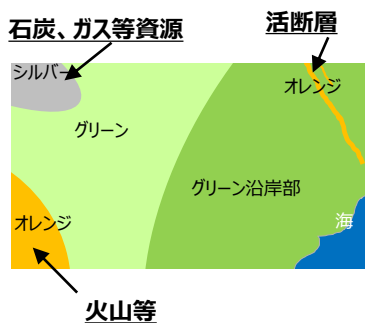 石炭、ガス等資源
活断層
シルバー
オレンジ
グリーン
グリーン沿岸部
オレンジ
海
火山等